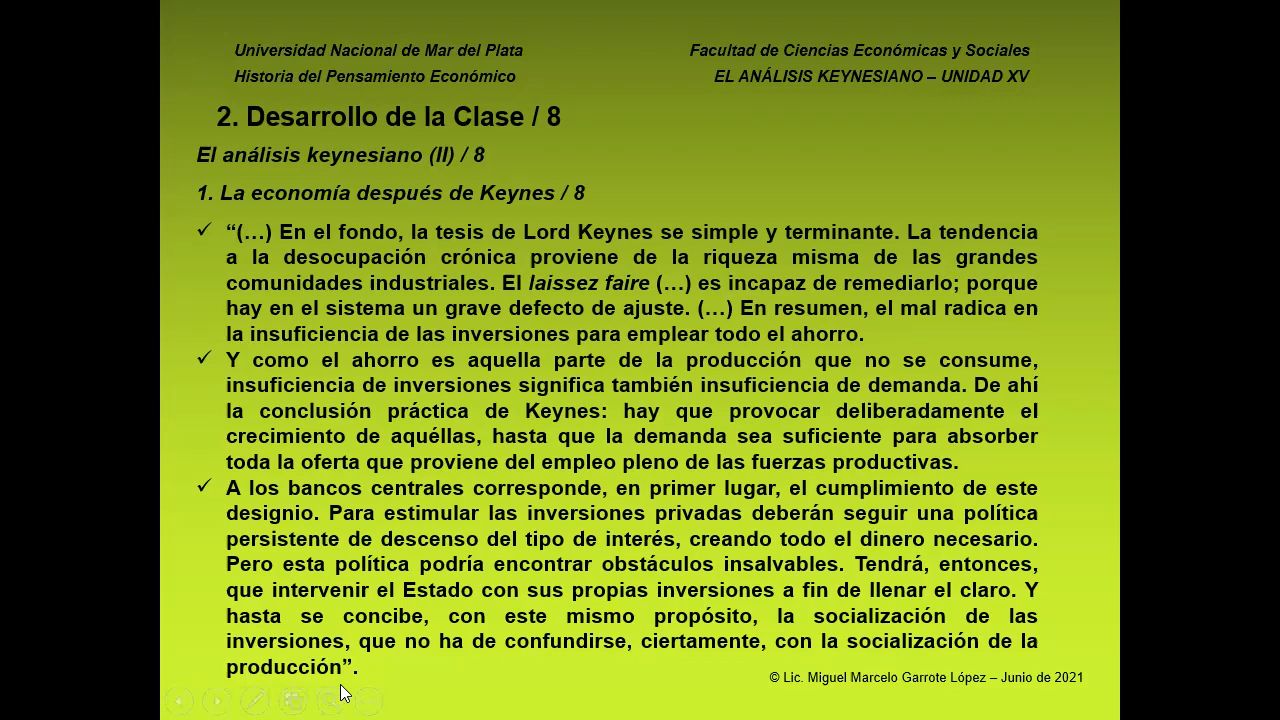 Universidad Nacional de Mar del Plata
Facultad de Ciencias Económicas y Sociales
Historia del Pensamiento Económico
EL ANÁLISIS KEYNESIANO – UNIDAD XV
2. Desarrollo de la Clase / 8
El análisis keynesiano (II) / 8
1. La economía después de Keynes / 8
✓ “(…) En el fondo, la tesis de Lord Keynes se simple y terminante. La tendencia
a la desocupación crónica proviene de la riqueza misma de las grandes
comunidades industriales. El laissez faire (…) es incapaz de remediarlo; porque
hay en el sistema un grave defecto de ajuste. (…) En resumen, el mal radica en
la insuficiencia de las inversiones para emplear todo el ahorro.
✓ Y como el ahorro es aquella parte de la producción que no se consume,
insuficiencia de inversiones significa también insuficiencia de demanda. De ahí
la conclusión práctica de Keynes: hay que provocar deliberadamente el
crecimiento de aquéllas, hasta que la demanda sea suficiente para absorber
toda la oferta que proviene del empleo pleno de las fuerzas productivas.
✓ A los bancos centrales corresponde, en primer lugar, el cumplimiento de este
designio. Para estimular las inversiones privadas deberán seguir una política
persistente de descenso del tipo de interés, creando todo el dinero necesario.
Pero esta política podría encontrar obstáculos insalvables. Tendrá, entonces,
que intervenir el Estado con sus propias inversiones a fin de llenar el claro. Y
hasta se concibe, con este mismo propósito, la socialización de las
inversiones, que no ha de confundirse, ciertamente, con la socialización de la
producción”.
© Lic. Miguel Marcelo Garrote López – Junio de 2021